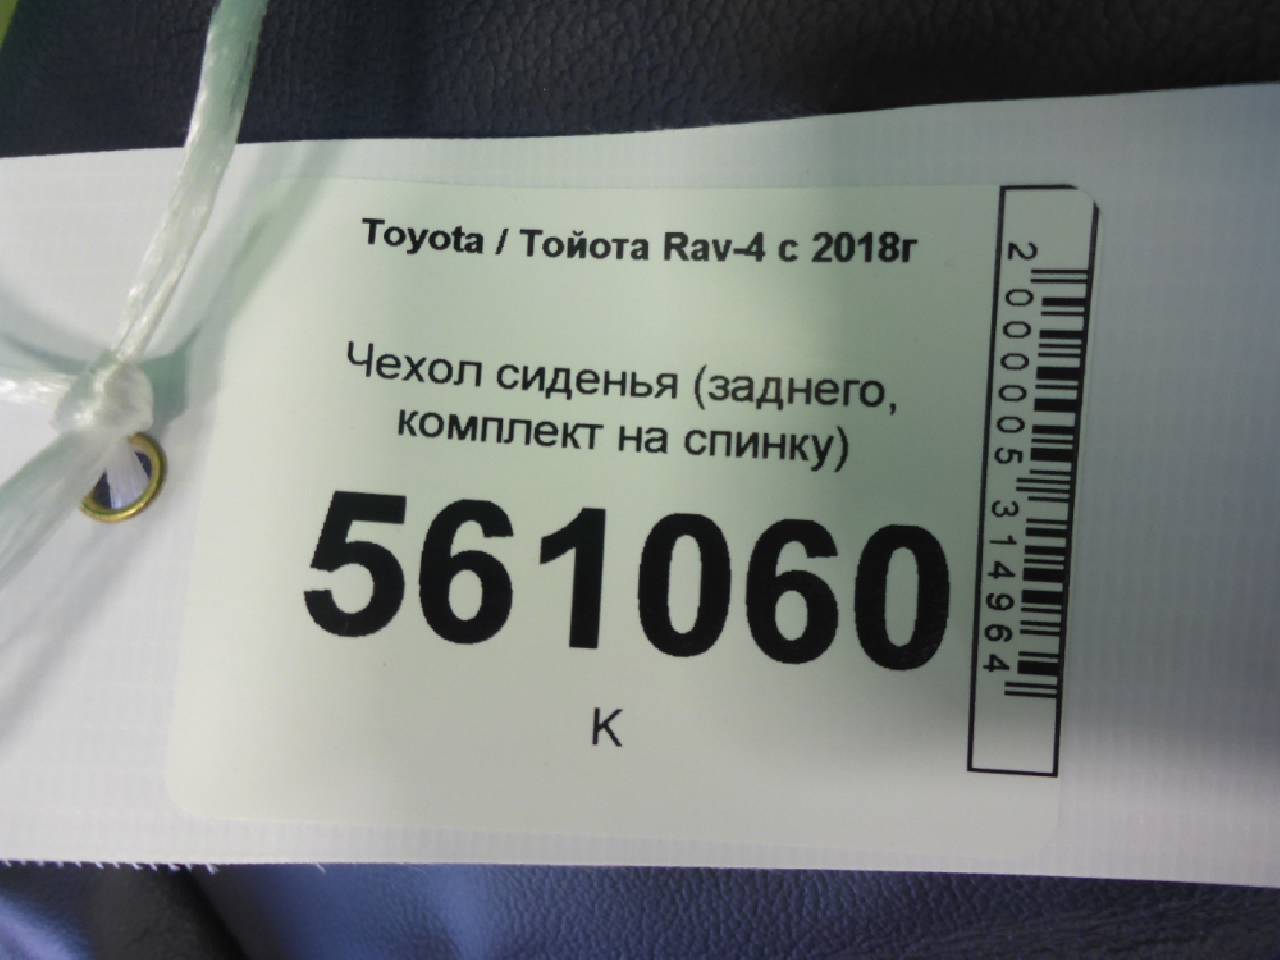 Toyota / Тойота Rav-4 с 2018г
Чехол сиденья (заднего,
комплект на спинку)
561060
К
2000005314964